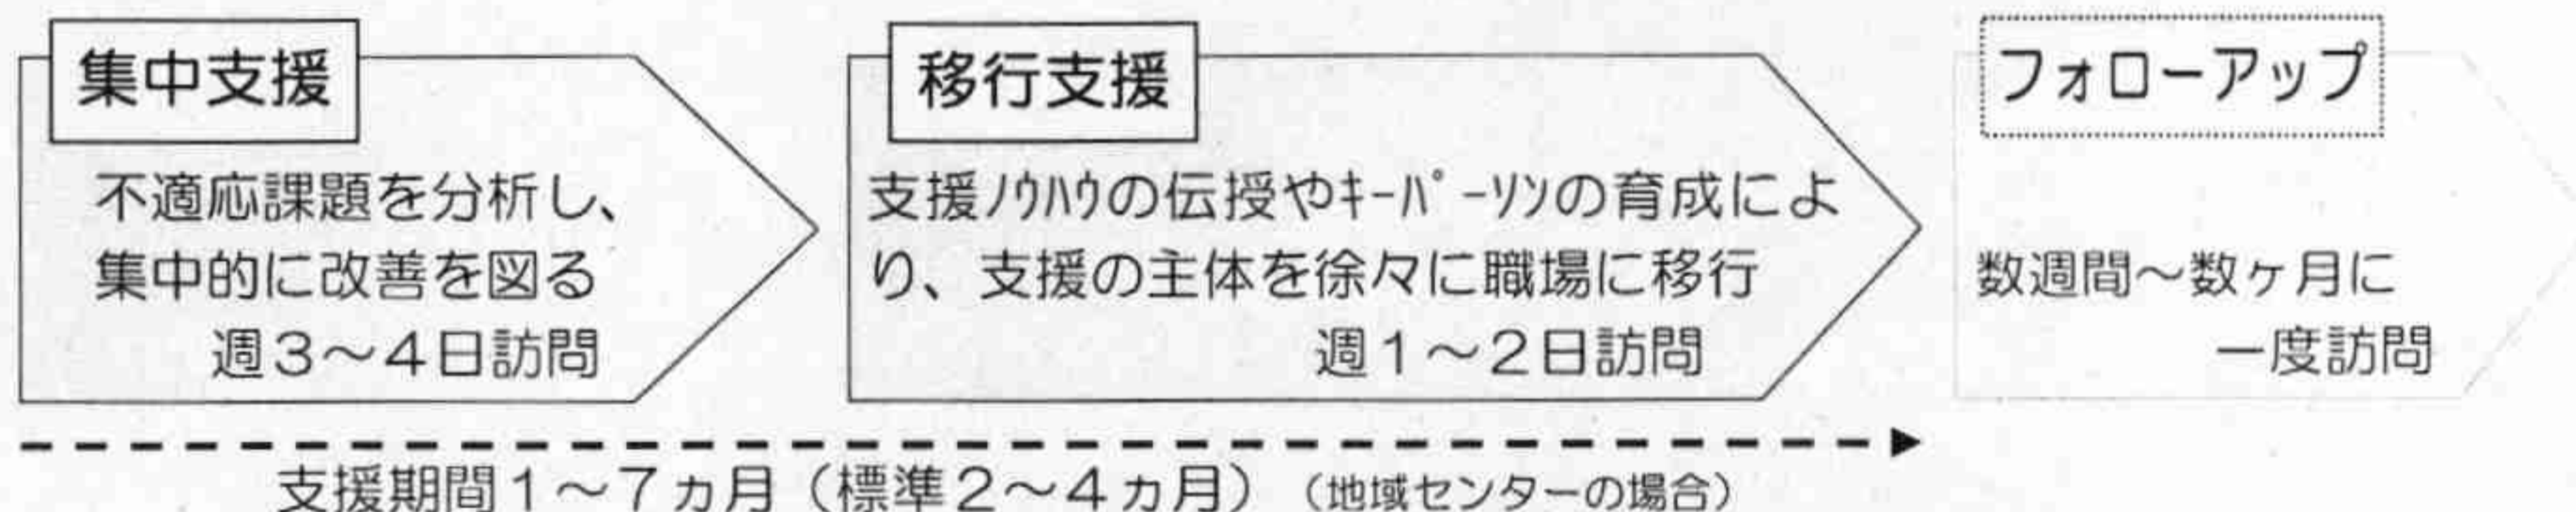 集中支援
不適応課題を分析し、
集中的に改善を図る
週3~4日訪問
移行支援
支援ﾉｳﾊｳの伝授やｷｰﾊﾟｰｿﾝの育成によ
り、支援の主体を徐々に職場に移行
週1~2日訪問
フォローアップ
数週間~数ヶ月に
一度訪問
支援期間1~7ヵ月(標準2~4ヵ月)(地域センターの場合)